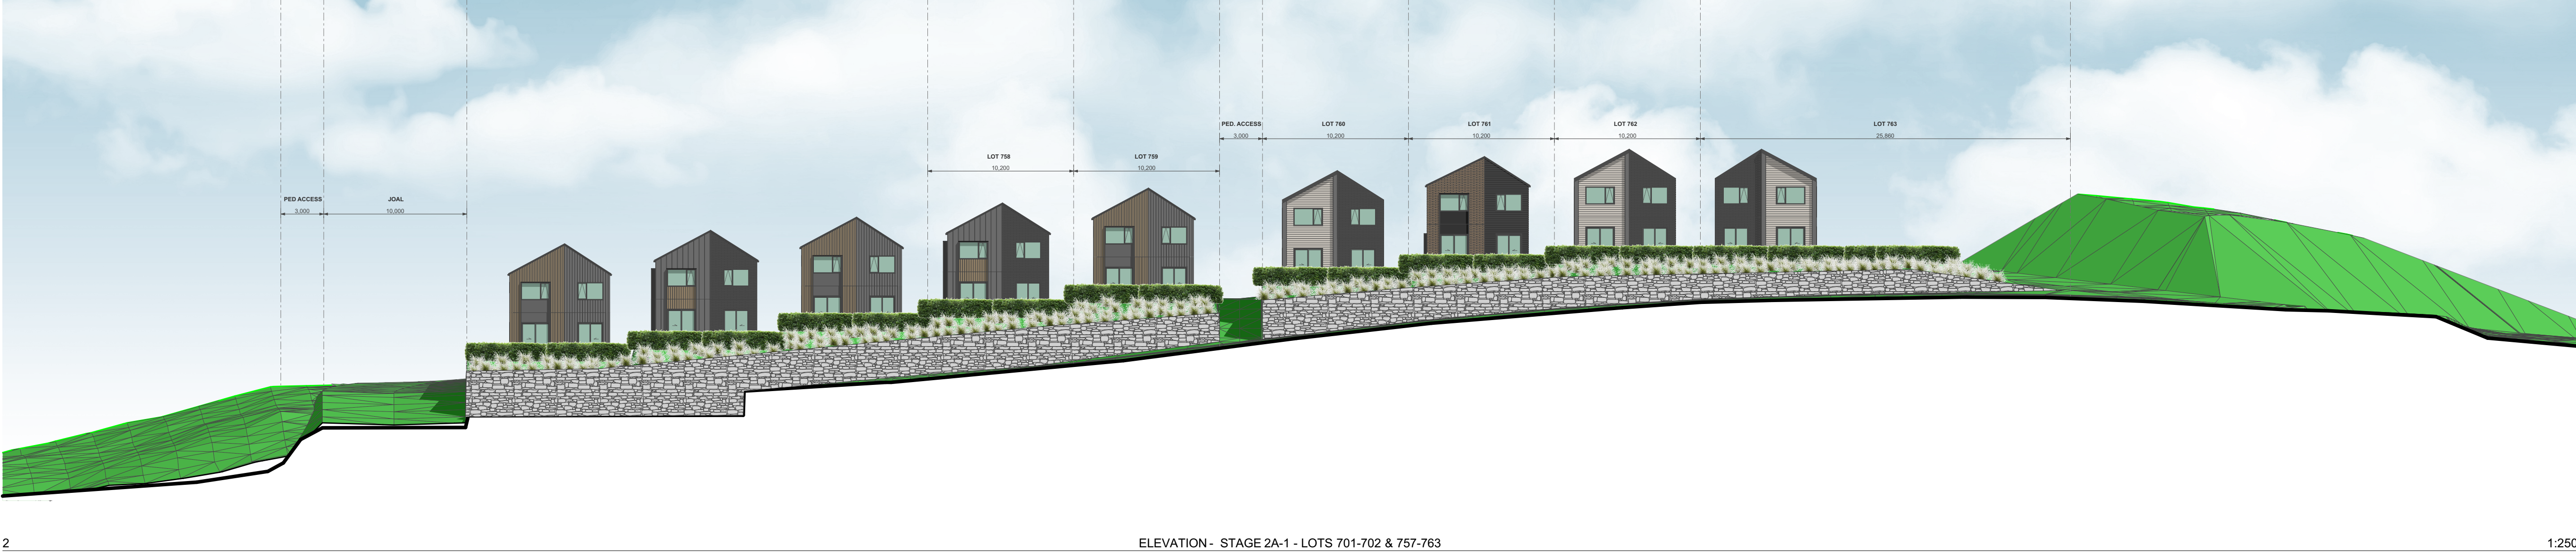 PED. ACCESS LOT 760 LOT 761 LOT 762 LOT 763
3,000 10,200 10,200 10,200 25,860
LOT 758 LOT 759
10,200 10,200
PED ACCESS JOAL
3,000 10,000
2 ELEVATION - STAGE 2A-1 - LOTS 701-702 & 757-763 1:250